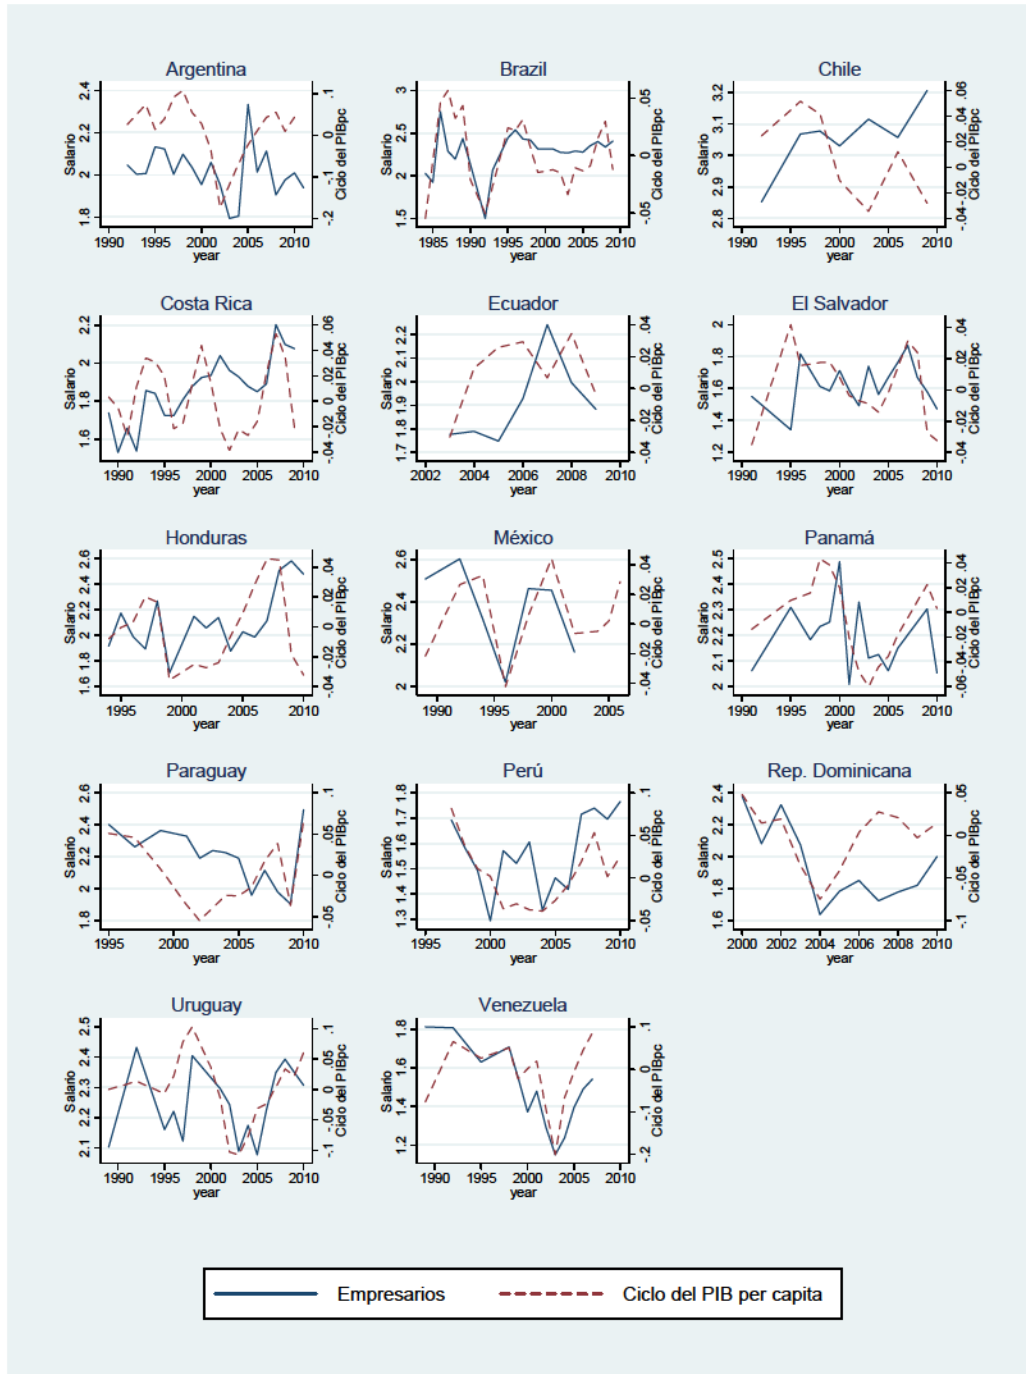 Argentina
Salario
1.8 2 2.2 2.4
-.2 -.1 0 .1
Ciclo del PIBpc
1990 1995 2000 2005 2010
year
Brazil
Salario
1.5 2 2.5 3
-.05 0 .05
Ciclo del PIBpc
1985 1990 1995 2000 2005 2010
year
Chile
Salario
2.8 2.9 3 3.1 3.2
-.04 -.02 0 .02 .04 .06
Ciclo del PIBpc
1990 1995 2000 2005 2010
year
Costa Rica
Salario
1.6 1.8 2 2.2
-.04 -.02 0 .02 .04 .06
Ciclo del PIBpc
1990 1995 2000 2005 2010
year
Ecuador
Salario
1.7 1.8 1.9 2 2.1 2.2
-.04 -.02 0 .02 .04
Ciclo del PIBpc
2002 2004 2006 2008 2010
year
El Salvador
Salario
1.2 1.4 1.6 1.8 2
-.04 -.02 0 .02 .04
Ciclo del PIBpc
1990 1995 2000 2005 2010
year
Honduras
Salario
1.6 1.8 2 2.2 2.4 2.6
-.04 -.02 0 .02 .04
Ciclo del PIBpc
1995 2000 2005 2010
year
México
Salario
2 2.2 2.4 2.6
-.04 -.02 0 .02 .04
Ciclo del PIBpc
1990 1995 2000 2005
year
Panamá
Salario
2 2.1 2.2 2.3 2.4 2.5
-.06 -.04 -.02 0 .02 .04
Ciclo del PIBpc
1990 1995 2000 2005 2010
year
Paraguay
Salario
1.8 2 2.2 2.4 2.6
-.05 0 .05 .1
Ciclo del PIBpc
1995 2000 2005 2010
year
Perú
Salario
1.3 1.4 1.5 1.6 1.7 1.8
-.05 0 .05 .1
Ciclo del PIBpc
1995 2000 2005 2010
year
Rep. Dominicana
Salario
1.6 1.8 2 2.2 2.4
-.1 -.05 0 .05
Ciclo del PIBpc
2000 2002 2004 2006 2008 2010
year
Uruguay
Salario
2.1 2.2 2.3 2.4 2.5
-.1 -.05 0 .05 .1
Ciclo del PIBpc
1990 1995 2000 2005 2010
year
Venezuela
Salario
1.2 1.4 1.6 1.8
-.2 -.1 0 .1
Ciclo del PIBpc
1990 1995 2000 2005 2010
year
Empresarios Ciclo del PIB per capita